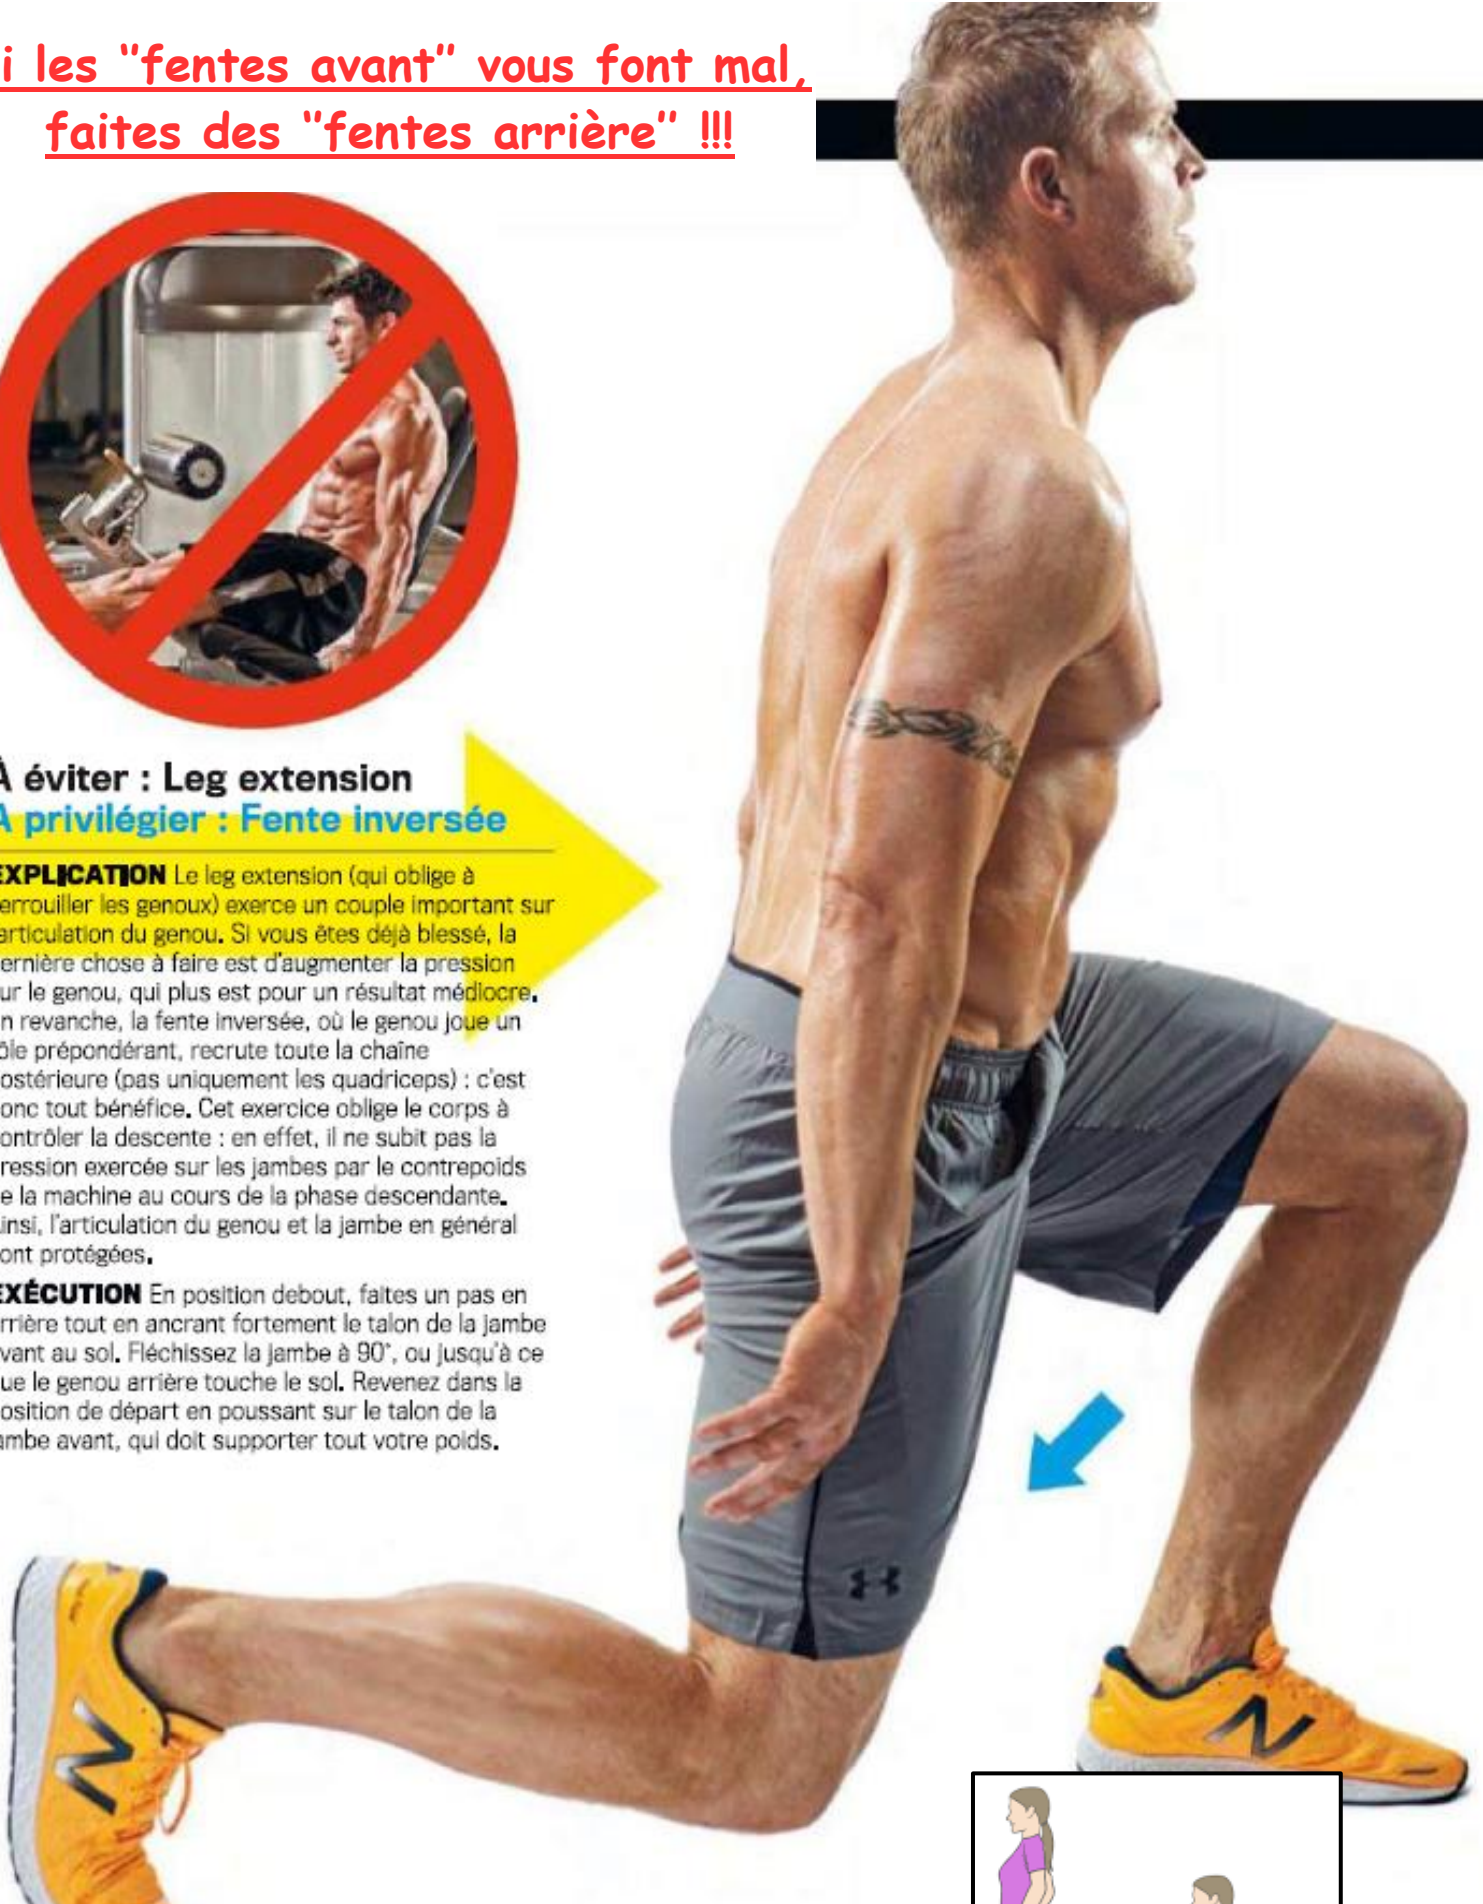 i les "fentes avant" vous font mal,
faites des "fentes arrière" !!!
À éviter : Leg extension
A privilégier : Fente inversée
EXPLICATION Le leg extension (qui oblige à
errouiller les genoux) exerce un couple important sur
articulation du genou. Si vous êtes déjà blessé, la
ernière chose à faire est d'augmenter la pression
ur le genou, qui plus est pour un résultat médiocre.
n revanche, la fente inversée, où le genou joue un
ôle prépondérant, recrute toute la chaîne
ostérieure (pas uniquement les quadriceps) : c'est
onc tout bénéfice. Cet exercice oblige le corps à
ontrôler la descente : en effet, il ne subit pas la
ression exercée sur les jambes par le contrepoids
e la machine au cours de la phase descendante.
insi, l'articulation du genou et la jambe en général
ont protégées.
EXÉCUTION En position debout, faites un pas en
rrière tout en ancrant fortement le talon de la jambe
vant au sol. Fléchissez la jambe à 90°, ou jusqu'à ce
ue le genou arrière touche le sol. Revenez dans la
osition de départ en poussant sur le talon de la
ambe avant, qui doit supporter tout votre poids.
N
N